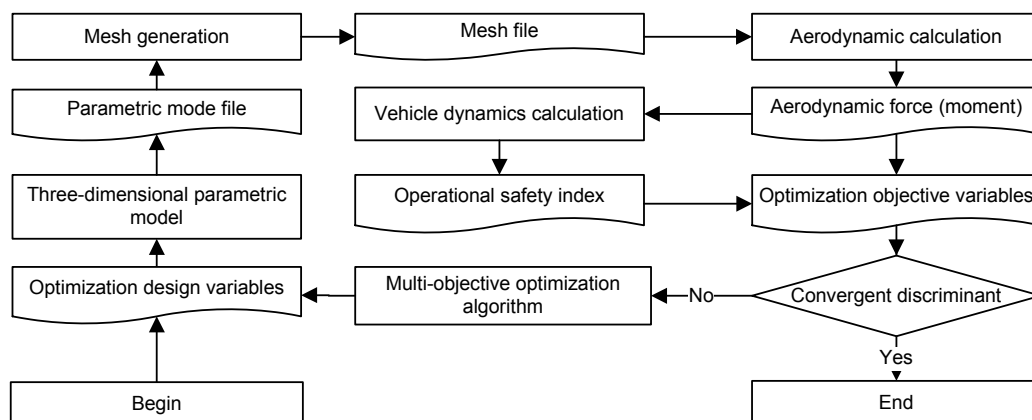 Mesh generation
Mesh file
Aerodynamic calculation
Parametric mode file
Vehicle dynamics calculation
Aerodynamic force (moment)
Three-dimensional parametric
model
Operational safety index
Optimization objective variables
Optimization design variables
Multi-objective optimization
algorithm
No
Convergent discriminant
Yes
Begin
End